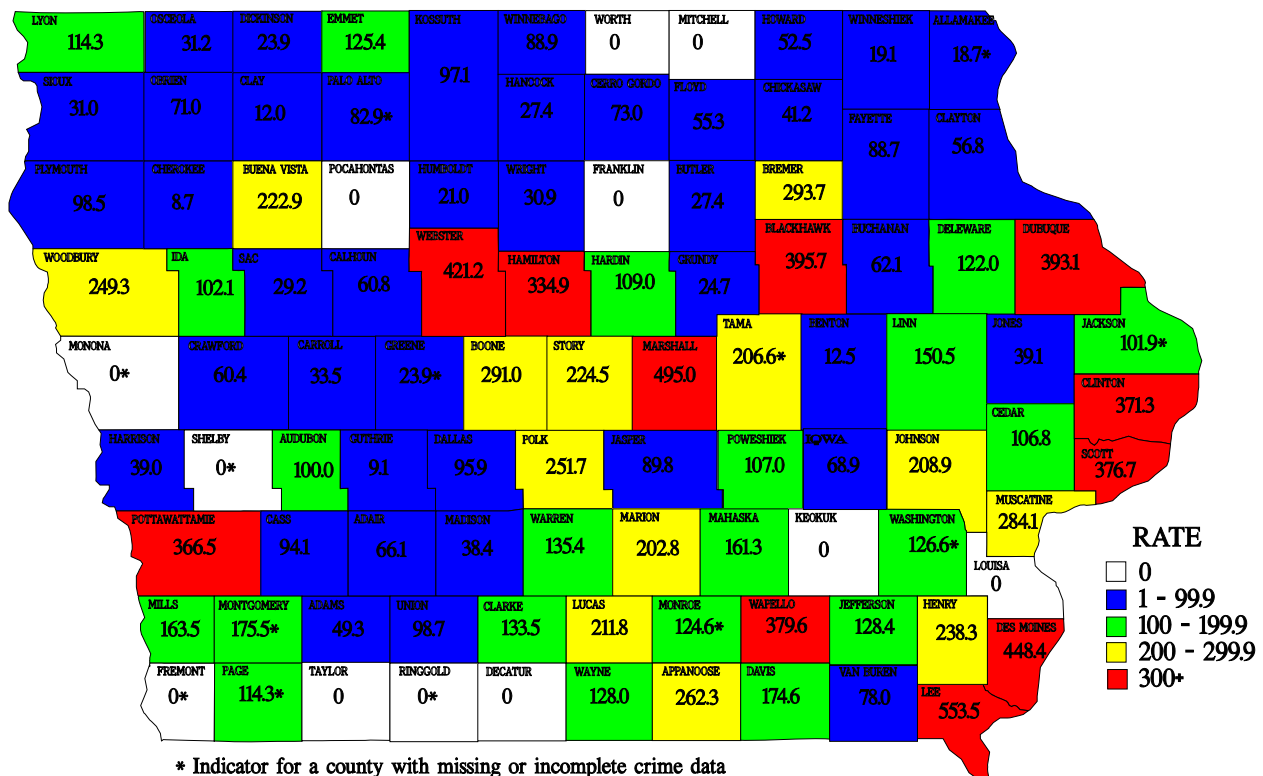 LYON
114.3
OSCEOLA
31.2
DICKINSON
23.9
EMMET
125.4
KOSSUTH
97.1
WINNEBAGO
88.9
WORTH
0
MITCHELL
0
HOWARD
52.5
WINNESHIEK
19.1
ALLAMAKEE
18.7*
SIOUX
31.0
OBRIEN
71.0
CLAY
12.0
PALO ALTO
82.9*
HANCOCK
27.4
CERRO GORDO
73.0
FLOYD
55.3
CHICKASAW
41.2
FAYETTE
88.7
CLAYTON
56.8
PLYMOUTH
98.5
CHEROKEE
8.7
BUENA VISTA
222.9
POCAHONTAS
0
HUMBOLDT
21.0
WRIGHT
30.9
FRANKLIN
0
BUTLER
27.4
BREMER
293.7
WOODBURY
249.3
IDA
102.1
SAC
29.2
CALHOUN
60.8
WEBSTER
421.2
HAMILTON
334.9
HARDIN
109.0
GRUNDY
24.7
BLACKHAWK
395.7
BUCHANAN
62.1
DELEWARE
122.0
DUBUQUE
393.1
MONONA
0*
CRAWFORD
60.4
CARROLL
33.5
GREENE
23.9*
BOONE
291.0
STORY
224.5
MARSHALL
495.0
TAMA
206.6*
BENTON
12.5
LINN
150.5
JONES
39.1
JACKSON
101.9*
CLINTON
371.3
CEDAR
106.8
SCOTT
376.7
HARRISON
39.0
SHELBY
0*
AUDUBON
100.0
GUTHRIE
9.1
DALLAS
95.9
POLK
251.7
JASPER
89.8
POWESHIEK
107.0
IOWA
68.9
JOHNSON
208.9
MUSCATINE
284.1
POTTAWATTAMIE
366.5
CASS
94.1
ADAIR
66.1
MADISON
38.4
WARREN
135.4
MARION
202.8
MAHASKA
161.3
KEOKUK
0
WASHINGTON
126.6*
LOUISA
0
MILLS
163.5
MONTGOMERY
175.5*
ADAMS
49.3
UNION
98.7
CLARKE
133.5
LUCAS
211.8
MONROE
124.6*
WAPELLO
379.6
JEFFERSON
128.4
HENRY
238.3
DES MOINES
448.4
FREMONT
0*
PAGE
114.3*
TAYLOR
0
RINGGOLD
0*
DECATUR
0
WAYNE
128.0
APPANOOSE
262.3
DAVIS
174.6
VAN BUREN
78.0
LEE
553.5
RATE
0
1 - 99.9
100 - 199.9
200 - 299.9
300+
* Indicator for a county with missing or incomplete crime data